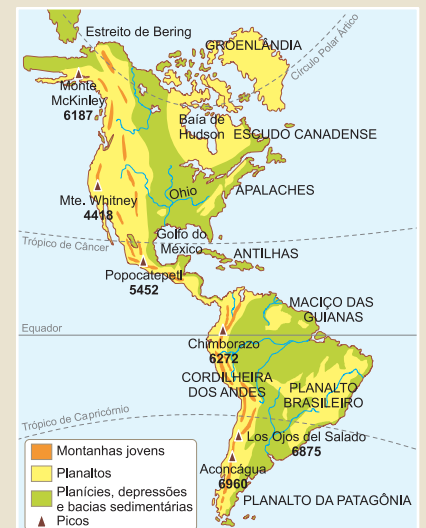 Estreito de Bering
GROENLÂNDIA
Círculo Polar Ártico
Monte
McKinley
6187
Baía de
Hudson
ESCUDO CANADENSE
Ohio
APALACHES
Mte. Whitney
4418
Golfo do
México
Trópico de Câncer
ANTILHAS
Popocatepetl
5452
MACIÇO DAS
GUIANAS
Equador
Chimborazo
6272
CORDILHEIRA
DOS ANDES
PLANALTO
BRASILEIRO
Trópico de Capricórnio
Los Ojos del Salado
6875
Aconcágua
6960
PLANALTO DA PATAGÔNIA
Montanhas jovens
Planaltos
Planícies, depressões
e bacias sedimentárias
Picos